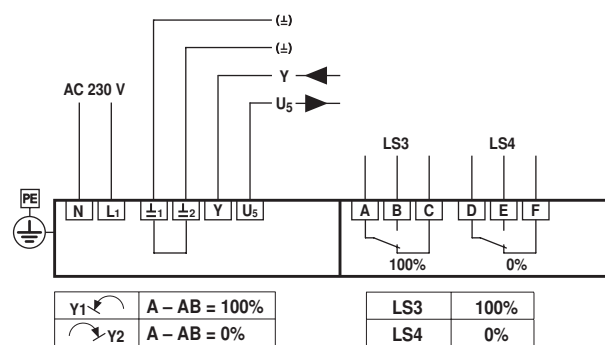 (⏊)
(⏊)
Y
AC 230 V
U5
LS3 LS4
PE
N L1 ⏊1 ⏊2 Y U5 A B C D E F
100% 0%
Y1 A – AB = 100%
Y2 A – AB = 0%
LS3 100%
LS4 0%